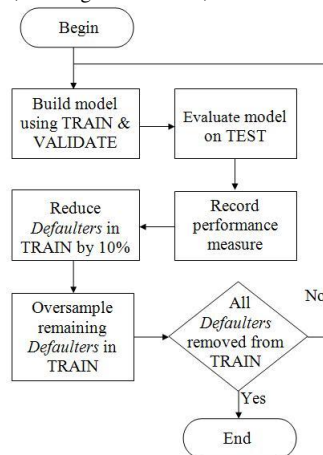 Begin
Build model
using TRAIN &
VALIDATE
Evaluate model
on TEST
Record
performance
measure
Reduce
Defaulters in
TRAIN by 10%
Oversample
remaining
Defaulters in
TRAIN
All
Defaulters
removed from
TRAIN
No
Yes
End